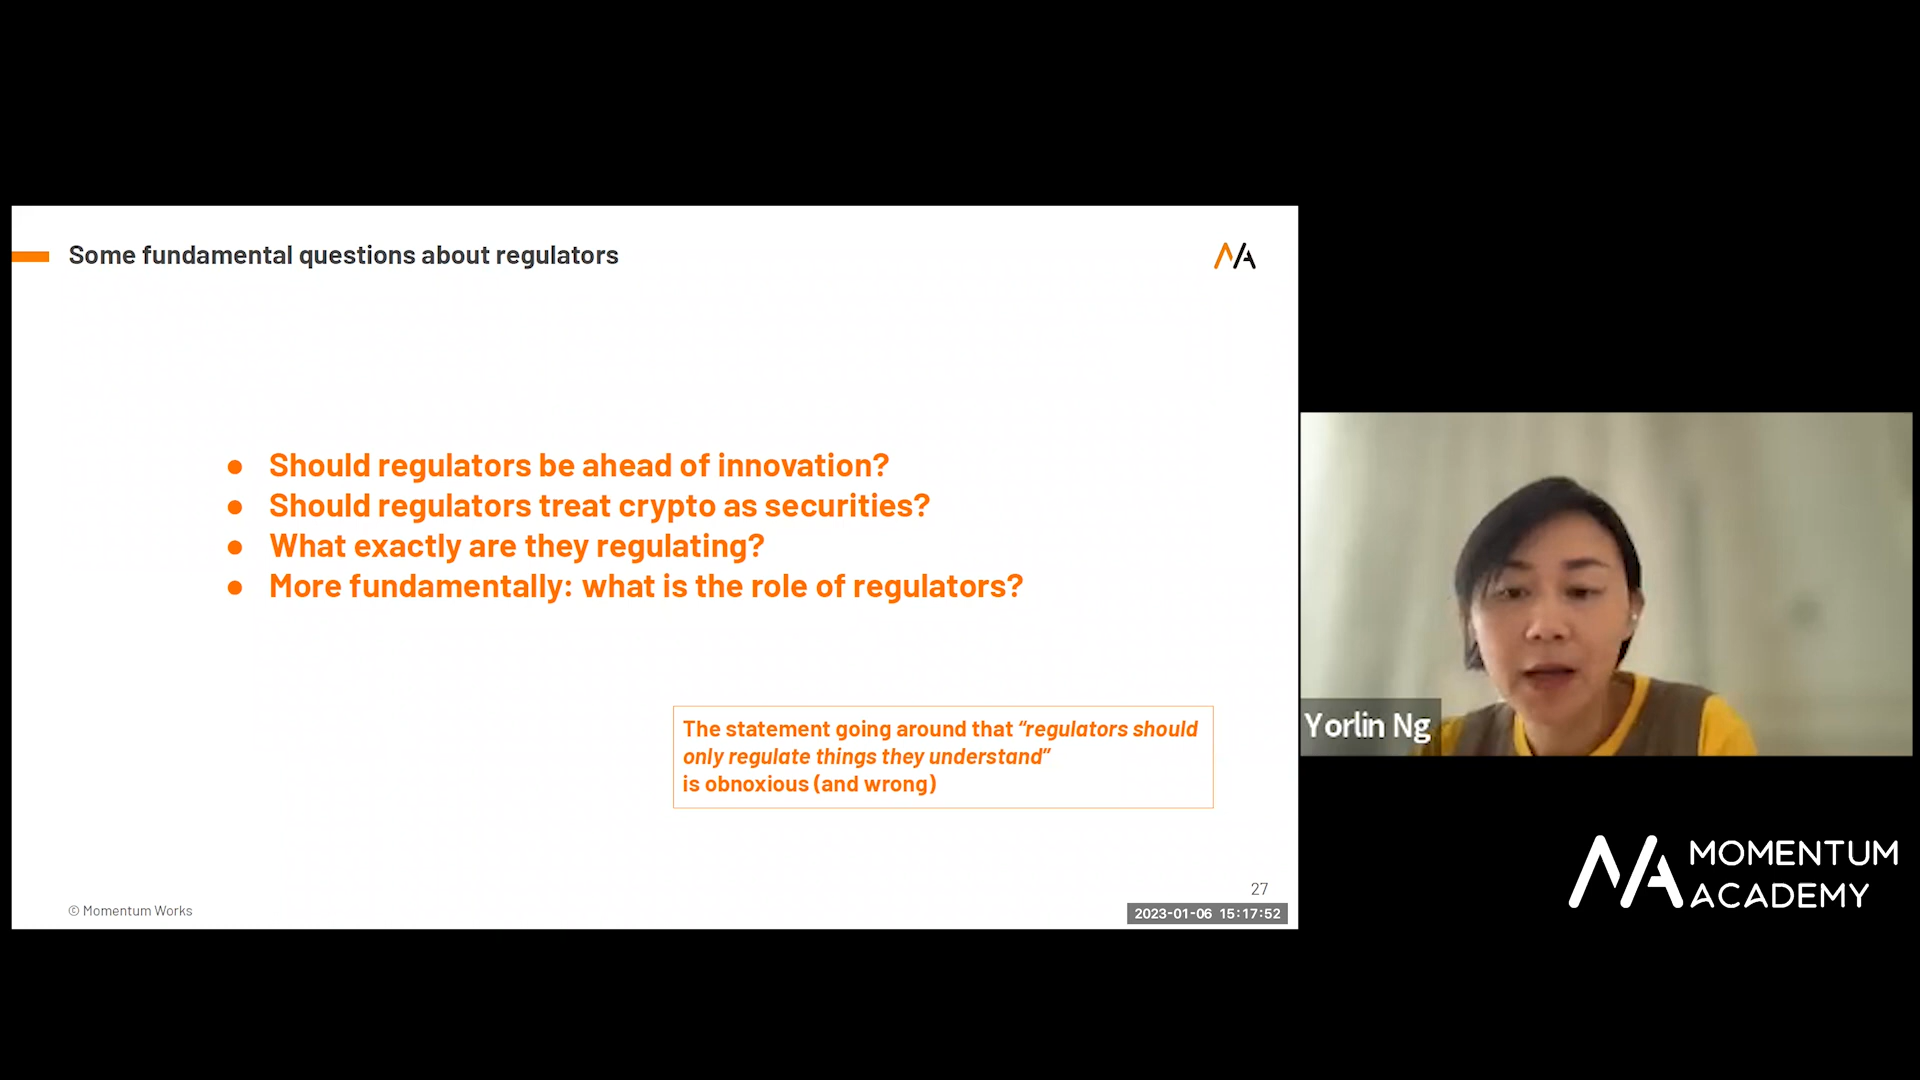 Some fundamental questions about regulators
● Should regulators be ahead of innovation?
● Should regulators treat crypto as securities?
● What exactly are they regulating?
● More fundamentally: what is the role of regulators?
The statement going around that “regulators should
only regulate things they understand”
is obnoxious (and wrong)
27
© Momentum Works
2023-01-06 15:17:52
Yorlin Ng
MOMENTUM
ACADEMY